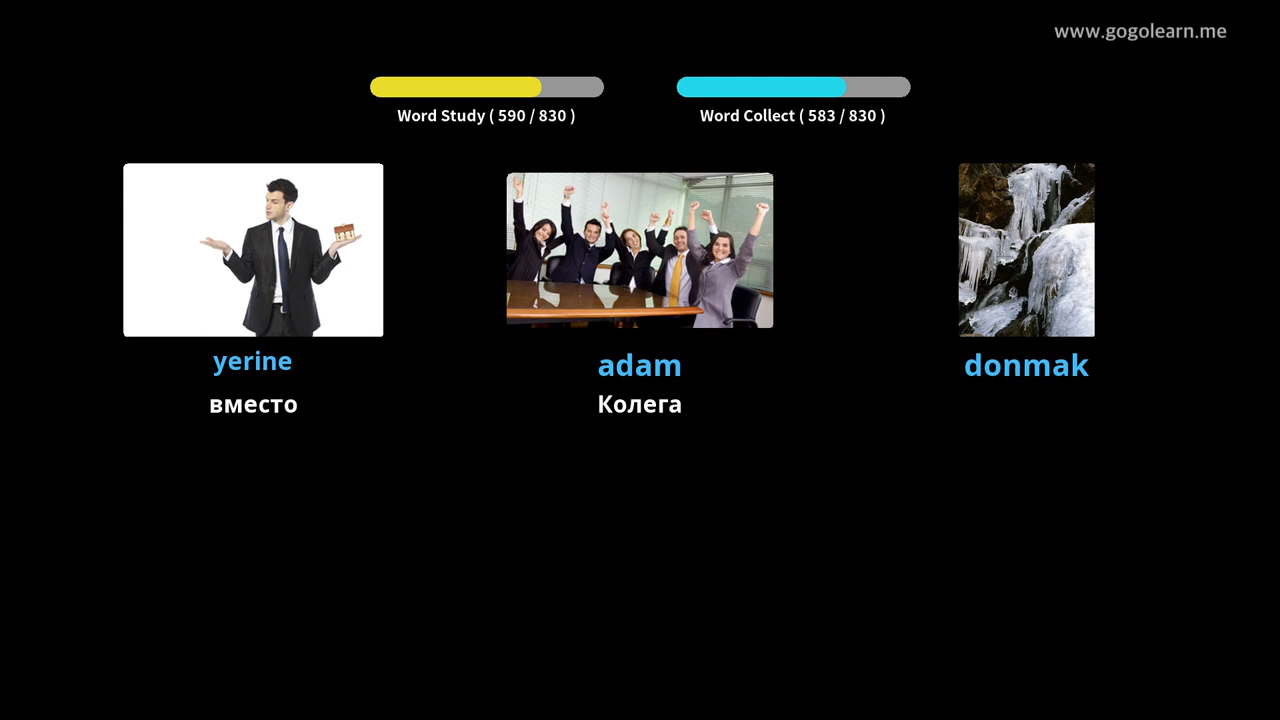 www.gogolearn.me
Word Study ( 590 / 830 )
Word Collect ( 583 / 830 )
yerine
adam
donmak
вместо
Колега